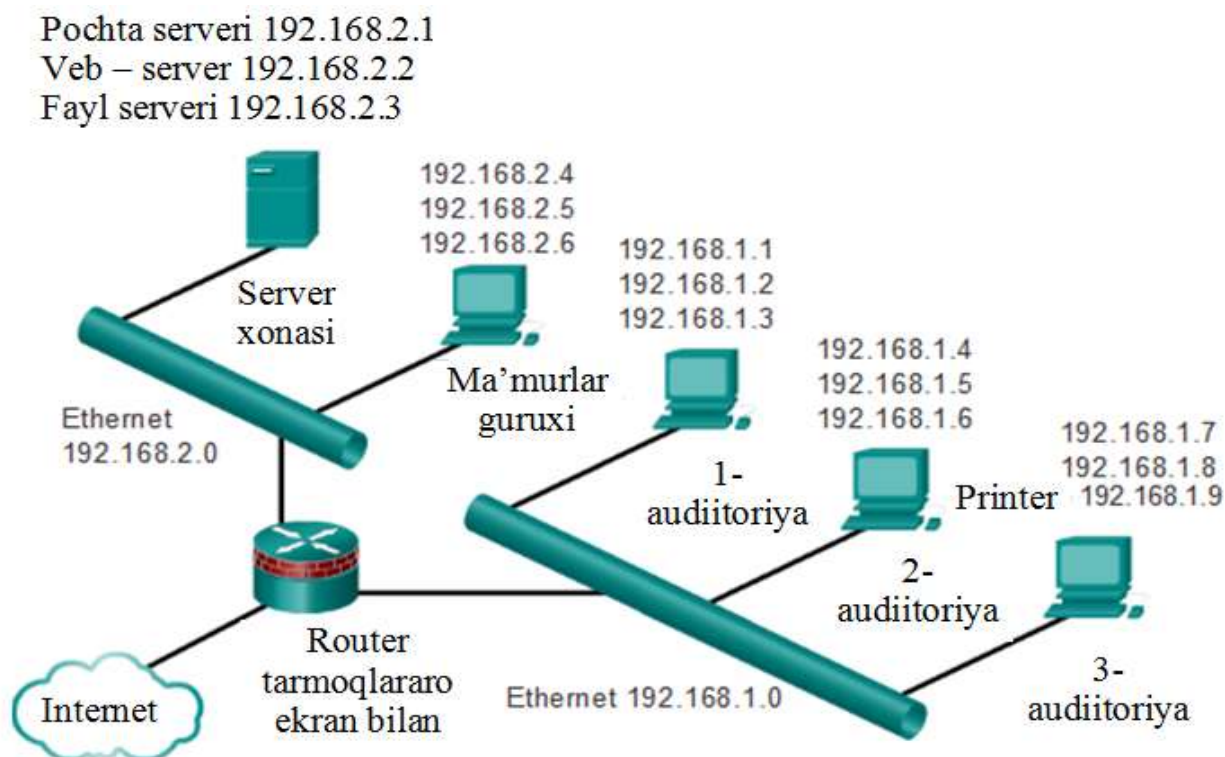 Pochta serveri 192.168.2.1
Veb – server 192.168.2.2
Fayl serveri 192.168.2.3
192.168.2.4
192.168.2.5
192.168.2.6
Server
xonasi
Ma’murlar
guruxi
192.168.1.1
192.168.1.2
192.168.1.3
1-
audiitoriya
192.168.1.4
192.168.1.5
192.168.1.6
Printer
2-
audiitoriya
192.168.1.7
192.168.1.8
192.168.1.9
3-
audiitoriya
Ethernet
192.168.2.0
Router
tarmoqlararo
ekran bilan
Internet
Ethernet 192.168.1.0